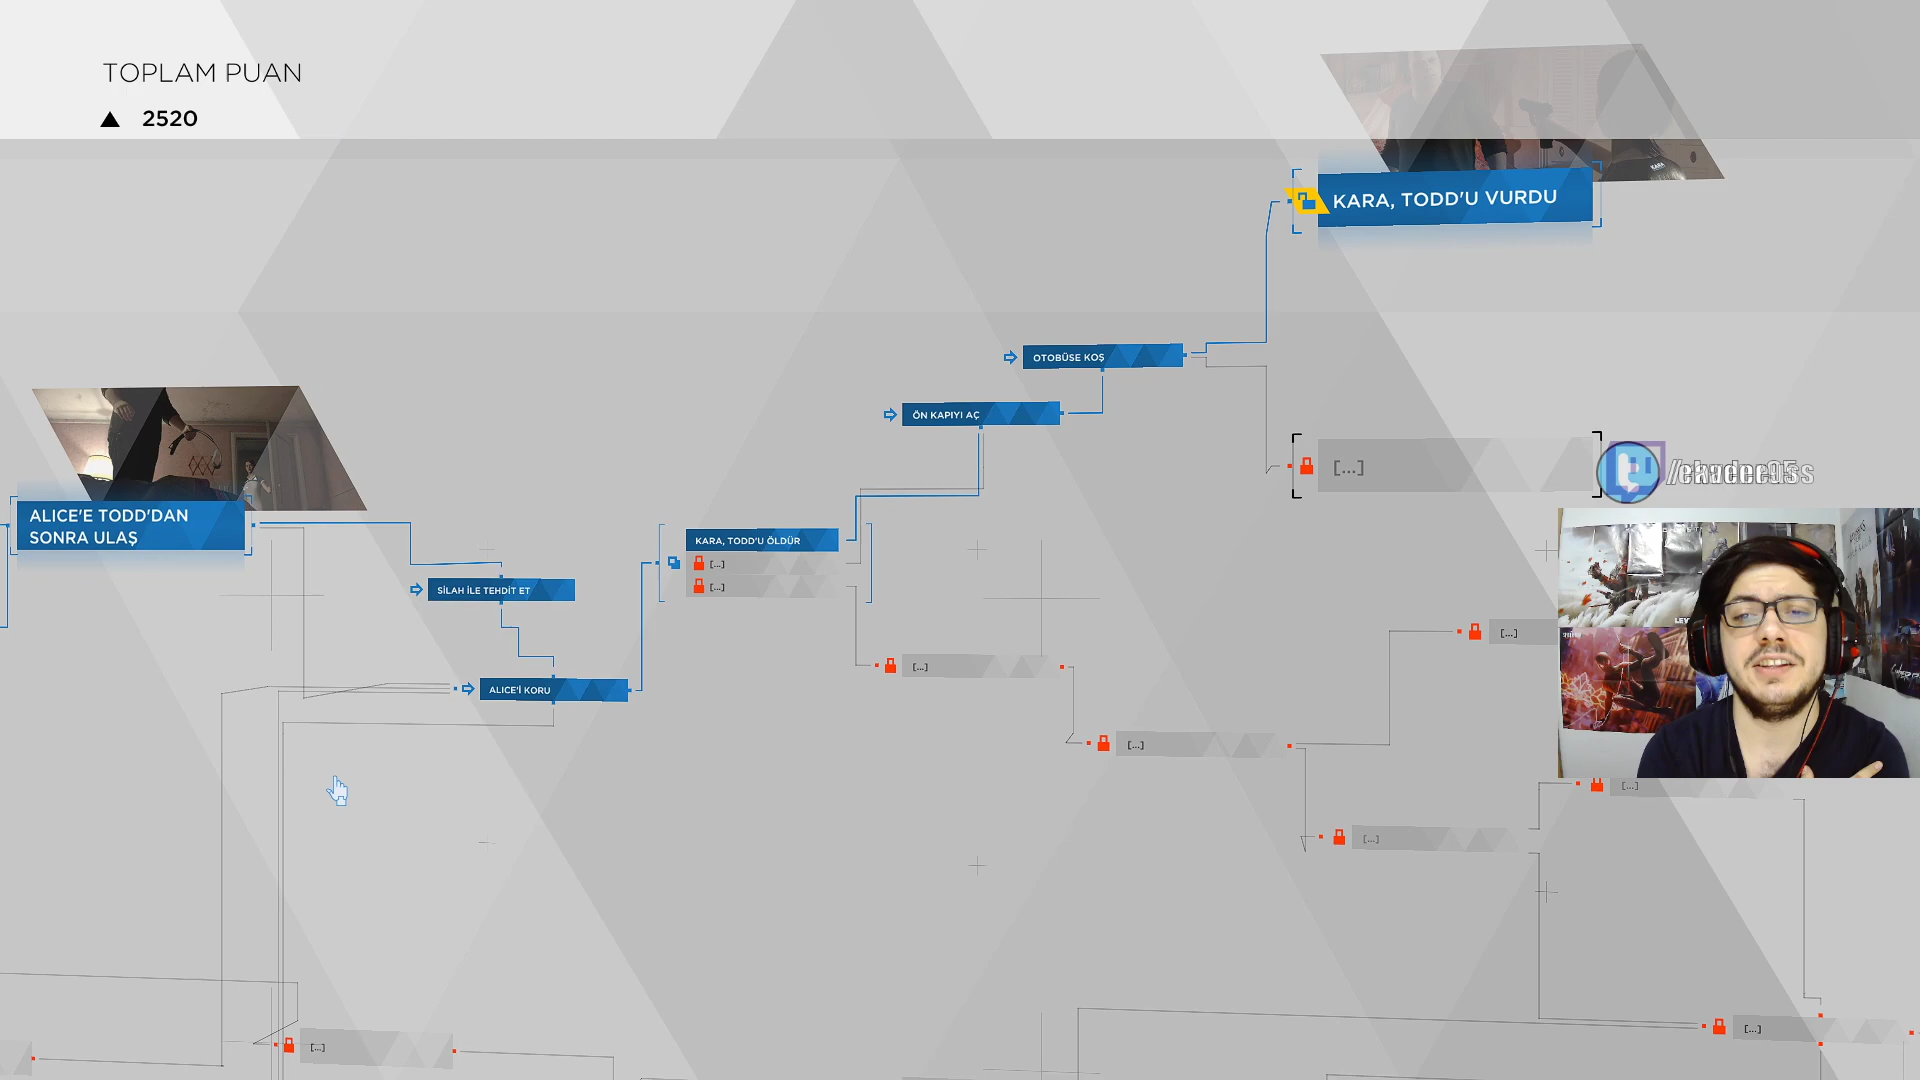 TOPLAM PUAN
2520
KARA, TODD'U VURDU
OTOBÜSE KOŞ
ÖN KAPIYI AÇ
[...]
ALICE'E TODD'DAN
SONRA ULAŞ
KARA, TODD'U ÖLDÜR
[...]
[...]
SİLAH İLE TEHDİT ET
[...]
[...]
ALICE'İ KORU
[...]
[...]
[...]
[...]
[...]
KARA